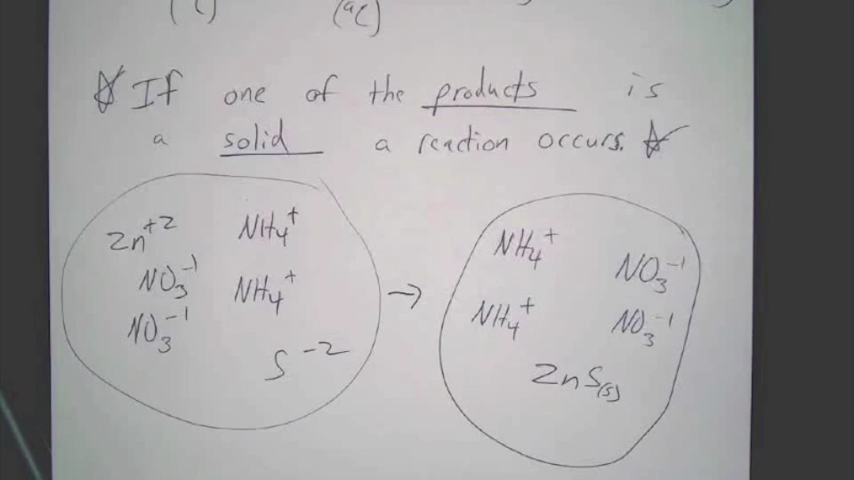 If one of the products is
a solid a reaction occurs.
Zn⁺² NH₄⁺
NO₃⁻¹ NH₄⁺
NO₃⁻¹
S⁻²
→
NH₄⁺ NO₃⁻¹
NH₄⁺ NO₃⁻¹
ZnS(s)